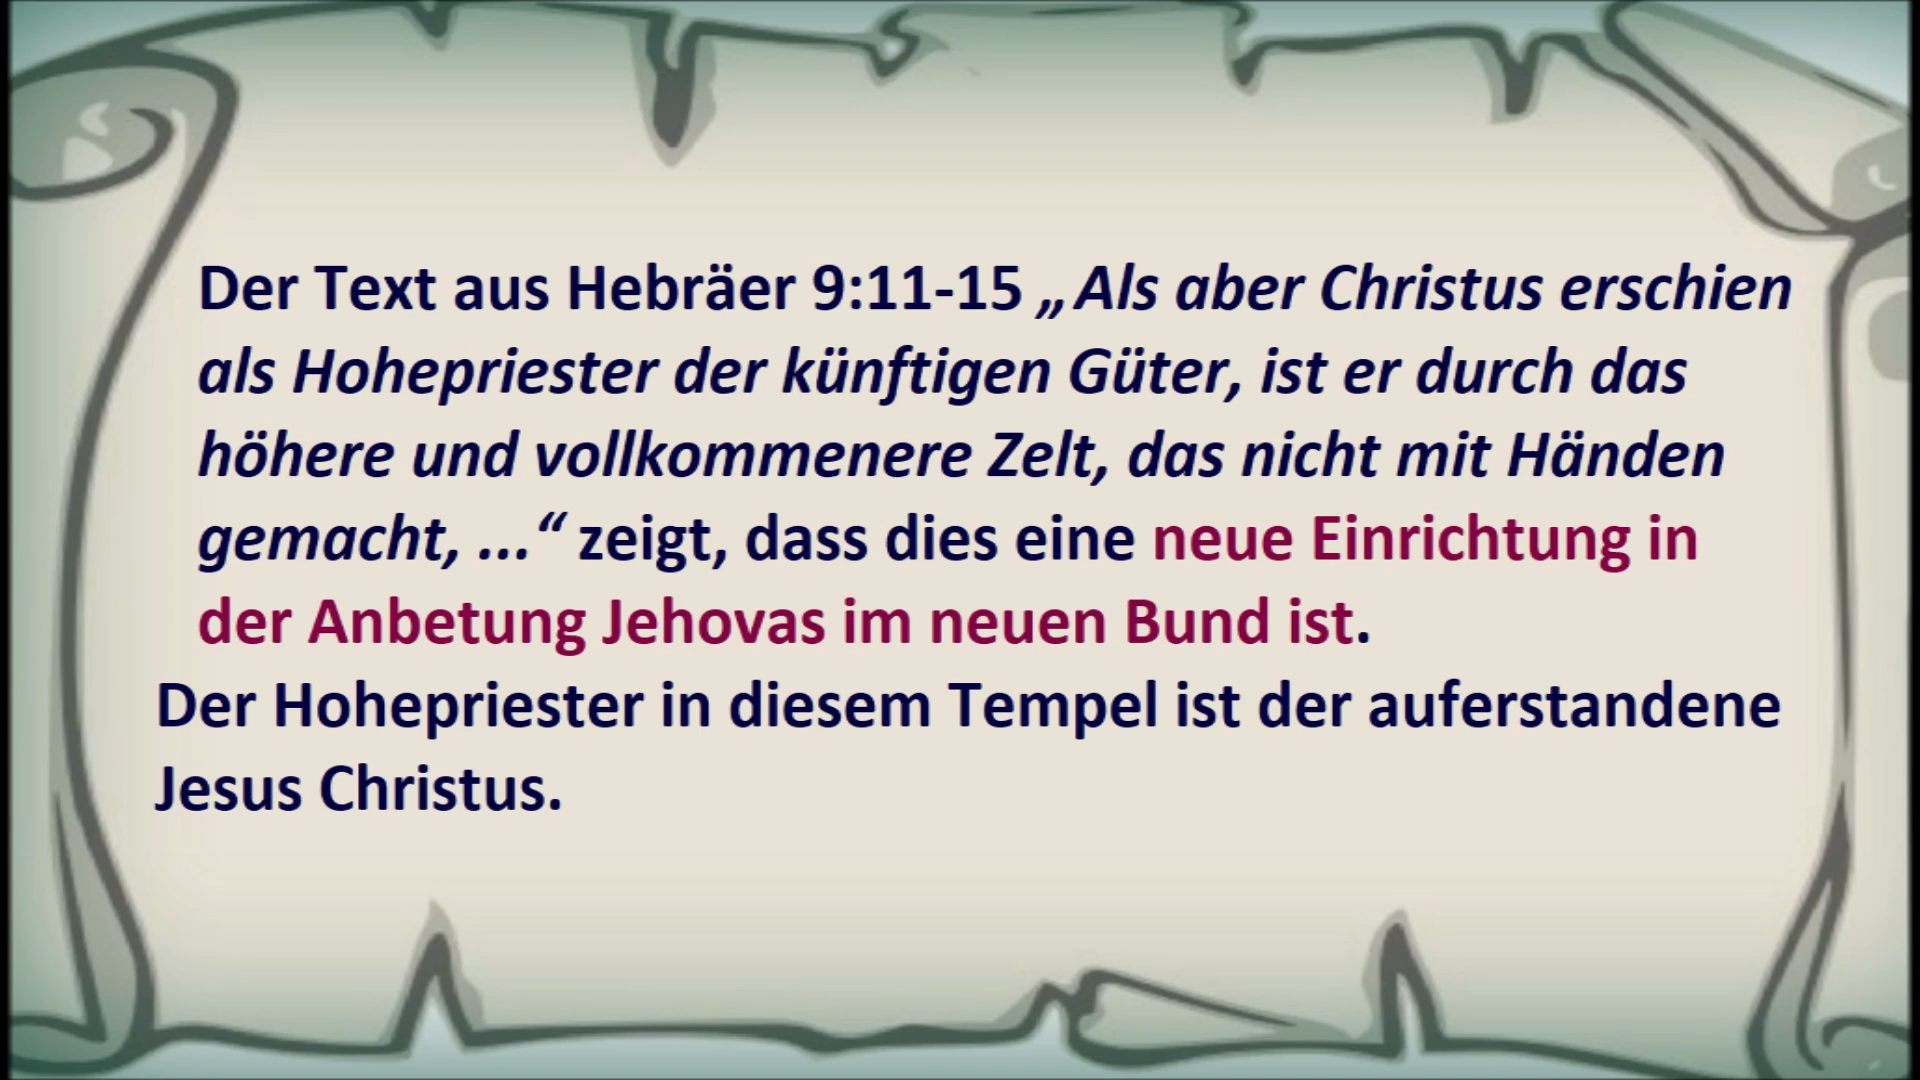 Der Text aus Hebräer 9:11-15 „Als aber Christus erschien
als Hohepriester der künftigen Güter, ist er durch das
höhere und vollkommenere Zelt, das nicht mit Händen
gemacht, ...“ zeigt, dass dies eine neue Einrichtung in
der Anbetung Jehovas im neuen Bund ist.
Der Hohepriester in diesem Tempel ist der auferstandene
Jesus Christus.